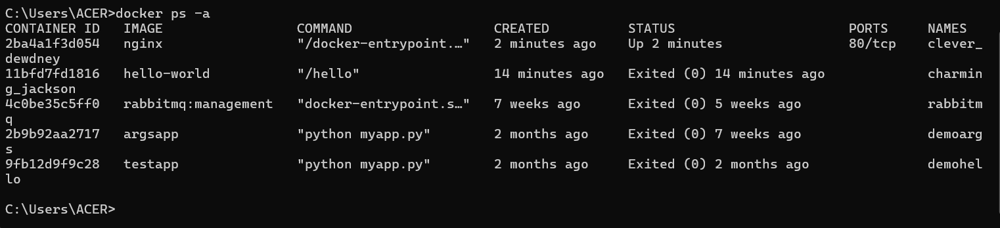 C:\Users\ACER>docker ps -a
CONTAINER ID   IMAGE                 COMMAND                  CREATED          STATUS                      PORTS     NAMES
2ba4a1f3d054   nginx                 "/docker-entrypoint.…"   2 minutes ago    Up 2 minutes                80/tcp    clever_
dewdney
11bfd7fd1816   hello-world           "/hello"                 14 minutes ago   Exited (0) 14 minutes ago             charmin
g_jackson
4c0be35c5ff0   rabbitmq:management   "docker-entrypoint.s…"   7 weeks ago      Exited (0) 5 weeks ago                rabbitm
q
2b9b92aa2717   argsapp               "python myapp.py"        2 months ago     Exited (0) 7 weeks ago                demoarg
s
9fb12d9f9c28   testapp               "python myapp.py"        2 months ago     Exited (0) 2 months ago               demohel
lo
C:\Users\ACER>